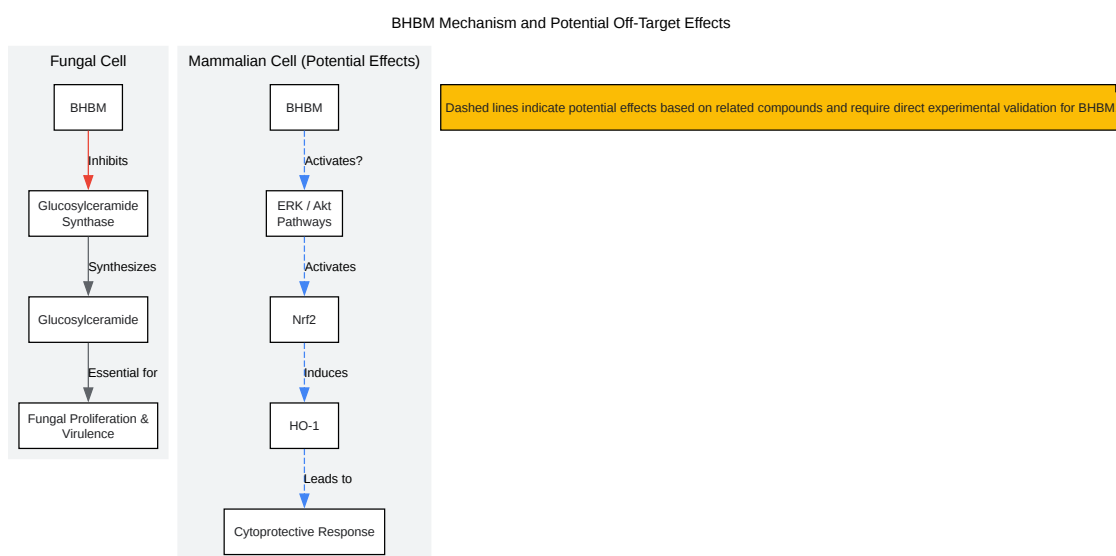 BHBM Mechanism and Potential Off-Target Effects
Fungal Cell
BHBM
Inhibits
Glucosylceramide
Synthase
Synthesizes
Glucosylceramide
Essential for
Fungal Proliferation &
Virulence
Mammalian Cell (Potential Effects)
BHBM
Activates?
ERK / Akt
Pathways
Activates
Nrf2
Induces
HO-1
Leads to
Cytoprotective Response
Dashed lines indicate potential effects based on related compounds and require direct experimental validation for BHBM